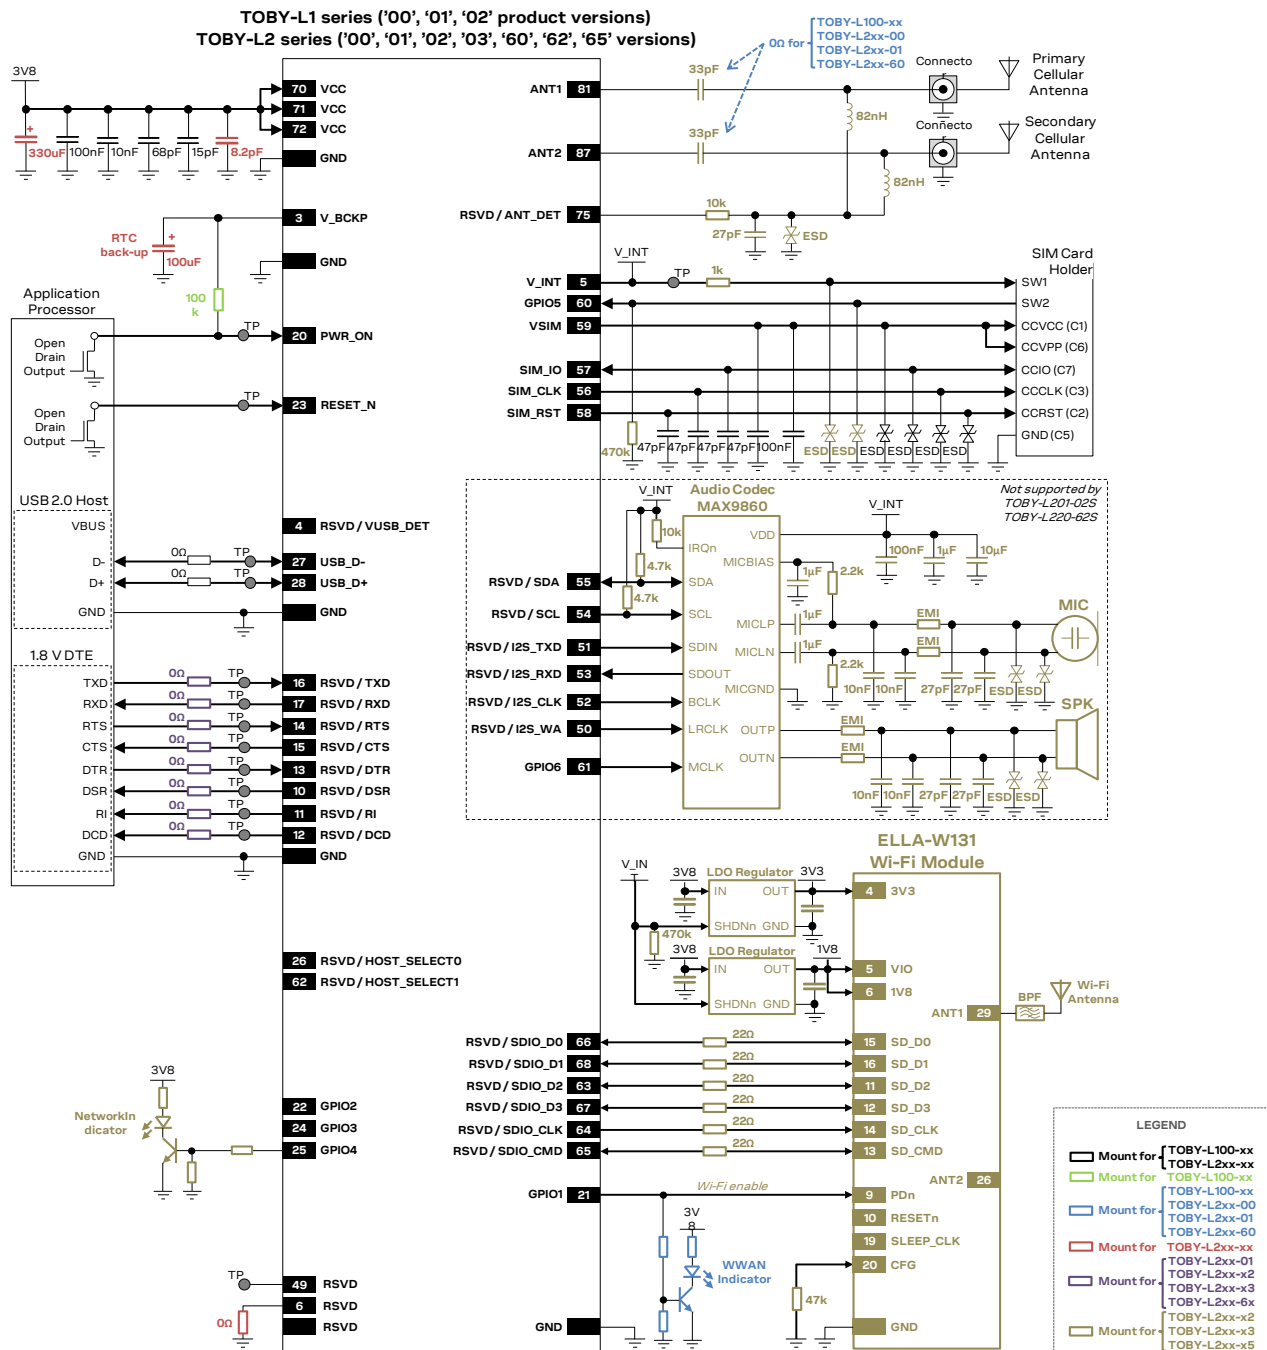 TOBY-L1 series ('00', '01', '02' product versions)
TOBY-L2 series ('00', '01', '02', '03', '60', '62', '65' versions)
3V8
330uF
100nF
10nF
68pF
15pF
8.2pF
70 VCC
71 VCC
72 VCC
GND
3 V_BCKP
RTC
back-up
100uF
GND
100
k
Application
Processor
Open
Drain
Output
TP
20 PWR_ON
Open
Drain
Output
TP
23 RESET_N
USB 2.0 Host
VBUS
4 RSVD / VUSB_DET
D- 0Ω TP 27 USB_D-
D+ 0Ω TP 28 USB_D+
GND GND
1.8 V DTE
TXD 0Ω TP 16 RSVD / TXD
RXD 0Ω TP 17 RSVD / RXD
RTS 0Ω TP 14 RSVD / RTS
CTS 0Ω TP 15 RSVD / CTS
DTR 0Ω TP 13 RSVD / DTR
DSR 0Ω TP 10 RSVD / DSR
RI 0Ω TP 11 RSVD / RI
DCD 0Ω TP 12 RSVD / DCD
GND GND
26 RSVD / HOST_SELECT0
62 RSVD / HOST_SELECT1
3V8
NetworkIn
dicator
22 GPIO2
24 GPIO3
25 GPIO4
TP
49 RSVD
6 RSVD
0Ω
RSVD
0Ω for
TOBY-L100-xx
TOBY-L2xx-00
TOBY-L2xx-01
TOBY-L2xx-60
ANT1 81
33pF
Connecto
Primary
Cellular
Antenna
82nH
ANT2 87
33pF
Connecto
Secondary
Cellular
Antenna
82nH
RSVD / ANT_DET 75
10k
27pF
ESD
V_INT
TP
1k
SIM Card
Holder
V_INT 5
SW1
GPIO5 60
SW2
VSIM 59
CCVCC (C1)
CCVPP (C6)
SIM_IO 57
CCIO (C7)
SIM_CLK 56
CCCLK (C3)
SIM_RST 58
CCRST (C2)
GND (C5)
470k
47pF 47pF 47pF 47pF 100nF
ESD ESD ESD ESD ESD ESD
V_INT
Audio Codec
MAX9860
Not supported by
TOBY-L201-02S
TOBY-L220-62S
V_INT
10k
IRQn
VDD
100nF
1µF
10µF
4.7k
MICBIAS
1µF
2.2k
RSVD / SDA 55
SDA
4.7k
RSVD / SCL 54
SCL
MICLP
1µF
EMI
MIC
RSVD / I2S_TXD 51
SDIN
MICLN
1µF
EMI
RSVD / I2S_RXD 53
SDOUT
2.2k
10nF 10nF 27pF 27pF ESD ESD
MICGND
RSVD / I2S_CLK 52
BCLK
SPK
RSVD / I2S_WA 50
LRCLK
OUTP
EMI
OUTN
EMI
GPIO6 61
MCLK
10nF 10nF 27pF 27pF ESD ESD
ELLA-W131
Wi-Fi Module
V_IN
3V8
LDO Regulator
3V3
IN OUT
4 3V3
SHDNn GND
470k
3V8
LDO Regulator
1V8
IN OUT
5 VIO
6 1V8
SHDNn GND
ANT1 29
BPF
Wi-Fi
Antenna
RSVD / SDIO_D0 66 22Ω 15 SD_D0
RSVD / SDIO_D1 68 22Ω 16 SD_D1
RSVD / SDIO_D2 63 22Ω 11 SD_D2
RSVD / SDIO_D3 67 22Ω 12 SD_D3
RSVD / SDIO_CLK 64 22Ω 14 SD_CLK
RSVD / SDIO_CMD 65 22Ω 13 SD_CMD
ANT2 26
GPIO1 21
Wi-Fi enable
9 PDn
3V
8
10 RESETn
19 SLEEP_CLK
WWAN
Indicator
20 CFG
47k
GND
GND
LEGEND
Mount for
TOBY-L100-xx
TOBY-L2xx-xx
Mount for TOBY-L100-xx
Mount for
TOBY-L100-xx
TOBY-L2xx-00
TOBY-L2xx-01
TOBY-L2xx-60
Mount for TOBY-L2xx-xx
Mount for
TOBY-L2xx-01
TOBY-L2xx-x2
TOBY-L2xx-x3
TOBY-L2xx-6x
Mount for
TOBY-L2xx-x2
TOBY-L2xx-x3
TOBY-L2xx-x5